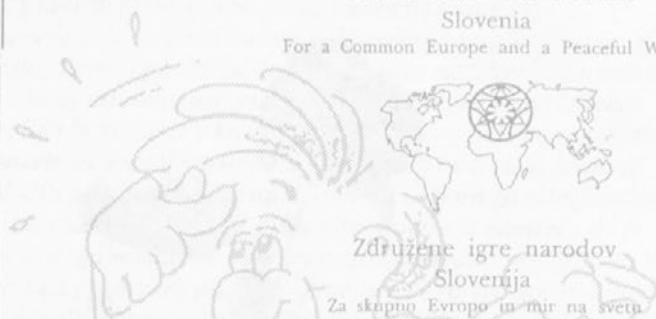 Slovenia
For a Common Europe and a Peaceful
Združene igre narodov
Slovenija
Za skupno Evropo in mir na svetu